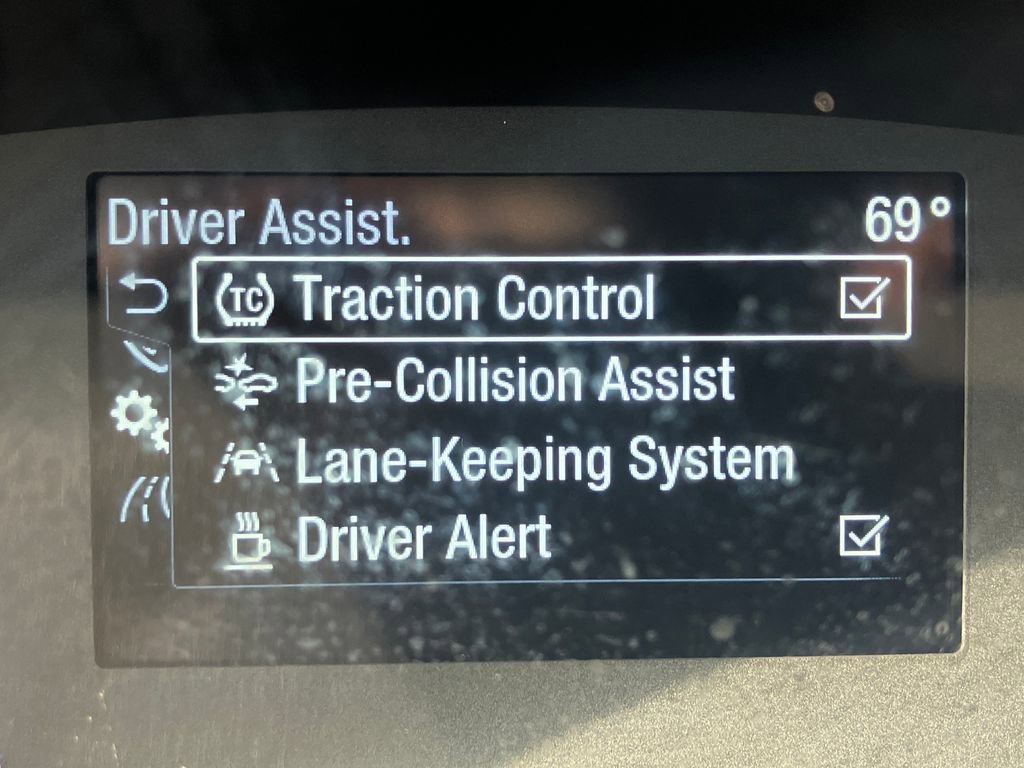 Driver Assist.
69°
TC Traction Control
Pre-Collision Assist
Lane-Keeping System
Driver Alert